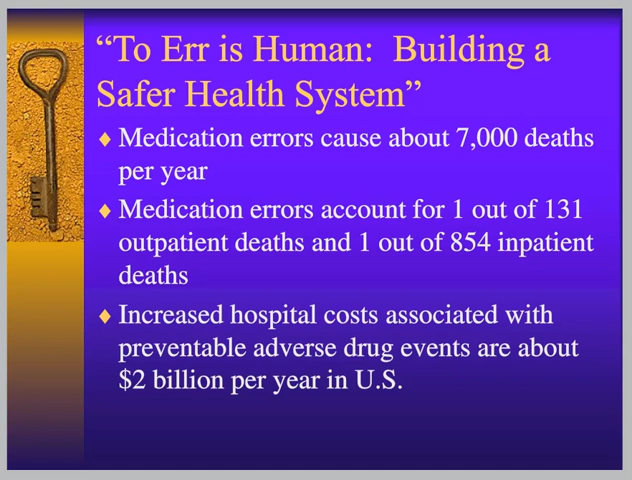 “To Err is Human:  Building a
Safer Health System”
♦ Medication errors cause about 7,000 deaths
per year
♦ Medication errors account for 1 out of 131
outpatient deaths and 1 out of 854 inpatient
deaths
♦ Increased hospital costs associated with
preventable adverse drug events are about
$2 billion per year in U.S.